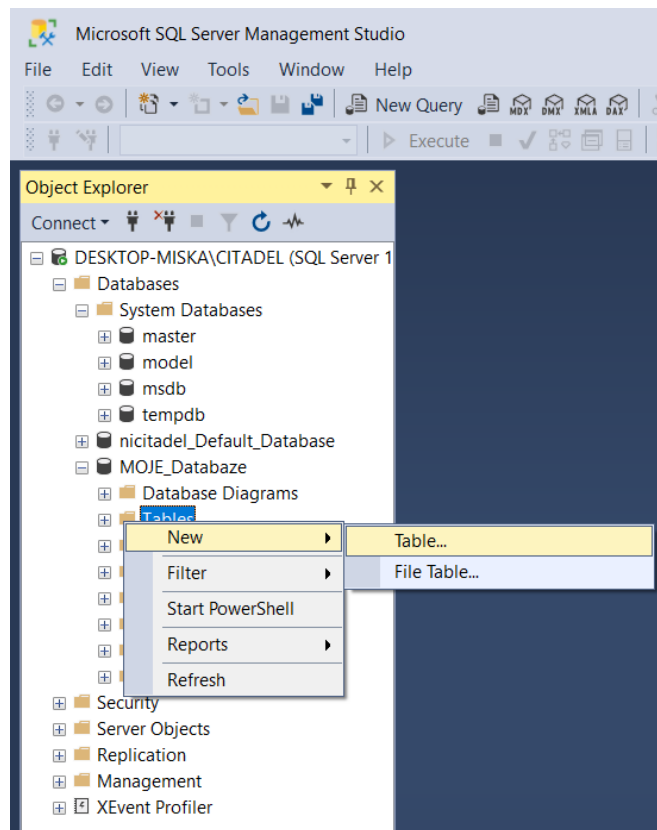 Microsoft SQL Server Management Studio
File Edit View Tools Window Help
New Query MDX DMX XMLA DAX
Execute
Object Explorer
Connect
DESKTOP-MISKA\CITADEL (SQL Server 1
Databases
System Databases
master
model
msdb
tempdb
nicitadel_Default_Database
MOJE_Databaze
Database Diagrams
Tables
New
Table...
File Table...
Filter
Start PowerShell
Reports
Refresh
Security
Server Objects
Replication
Management
XEvent Profiler